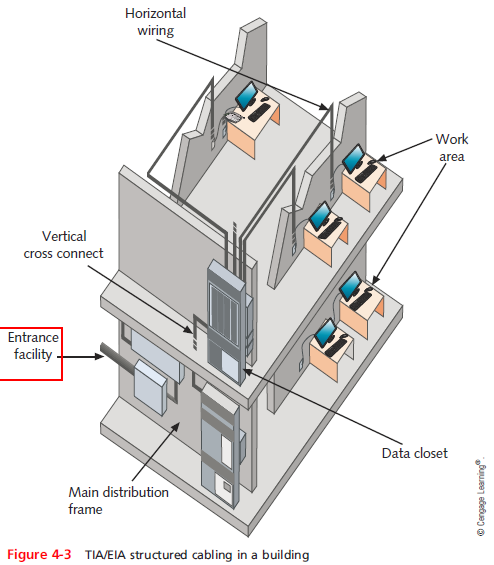 Horizontal
wiring
Work
area
Vertical
cross connect
Entrance
facility
Data closet
Main distribution
frame
© Cengage Learning®.
Figure 4-3 TIA/EIA structured cabling in a building